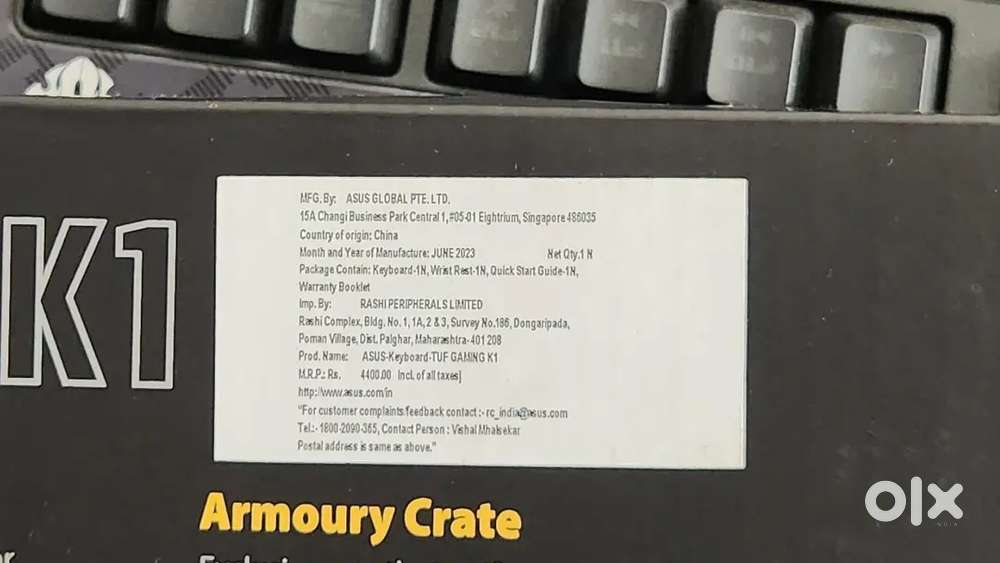 K1
MFG. By: ASUS GLOBAL PTE. LTD.
15A Changi Business Park Central 1, #05-01 Eightrium, Singapore 486035
Country of origin: China
Month and Year of Manufacture: JUNE 2023 Net Qty.1 N
Package Contain: Keyboard-1N, Wrist Rest-1N, Quick Start Guide-1N,
Warranty Booklet
Imp. By: RASHI PERIPHERALS LIMITED
Rashi Complex, Bldg. No. 1, 1A, 2 & 3, Survey No.186, Dongaripada,
Poman Village, Dist. Palghar, Maharashtra- 401 208
Prod. Name: ASUS-Keyboard-TUF GAMING K1
M.R.P.: Rs. 4400.00 Incl. of all taxes]
http://www.asus.com/in
"For customer complaints feedback contact :- rc_india@asus.com
Tel.:- 1800-2090-365, Contact Person : Vishal Mhalsekar
Postal address is same as above."
Armoury Crate
olx
INDIA